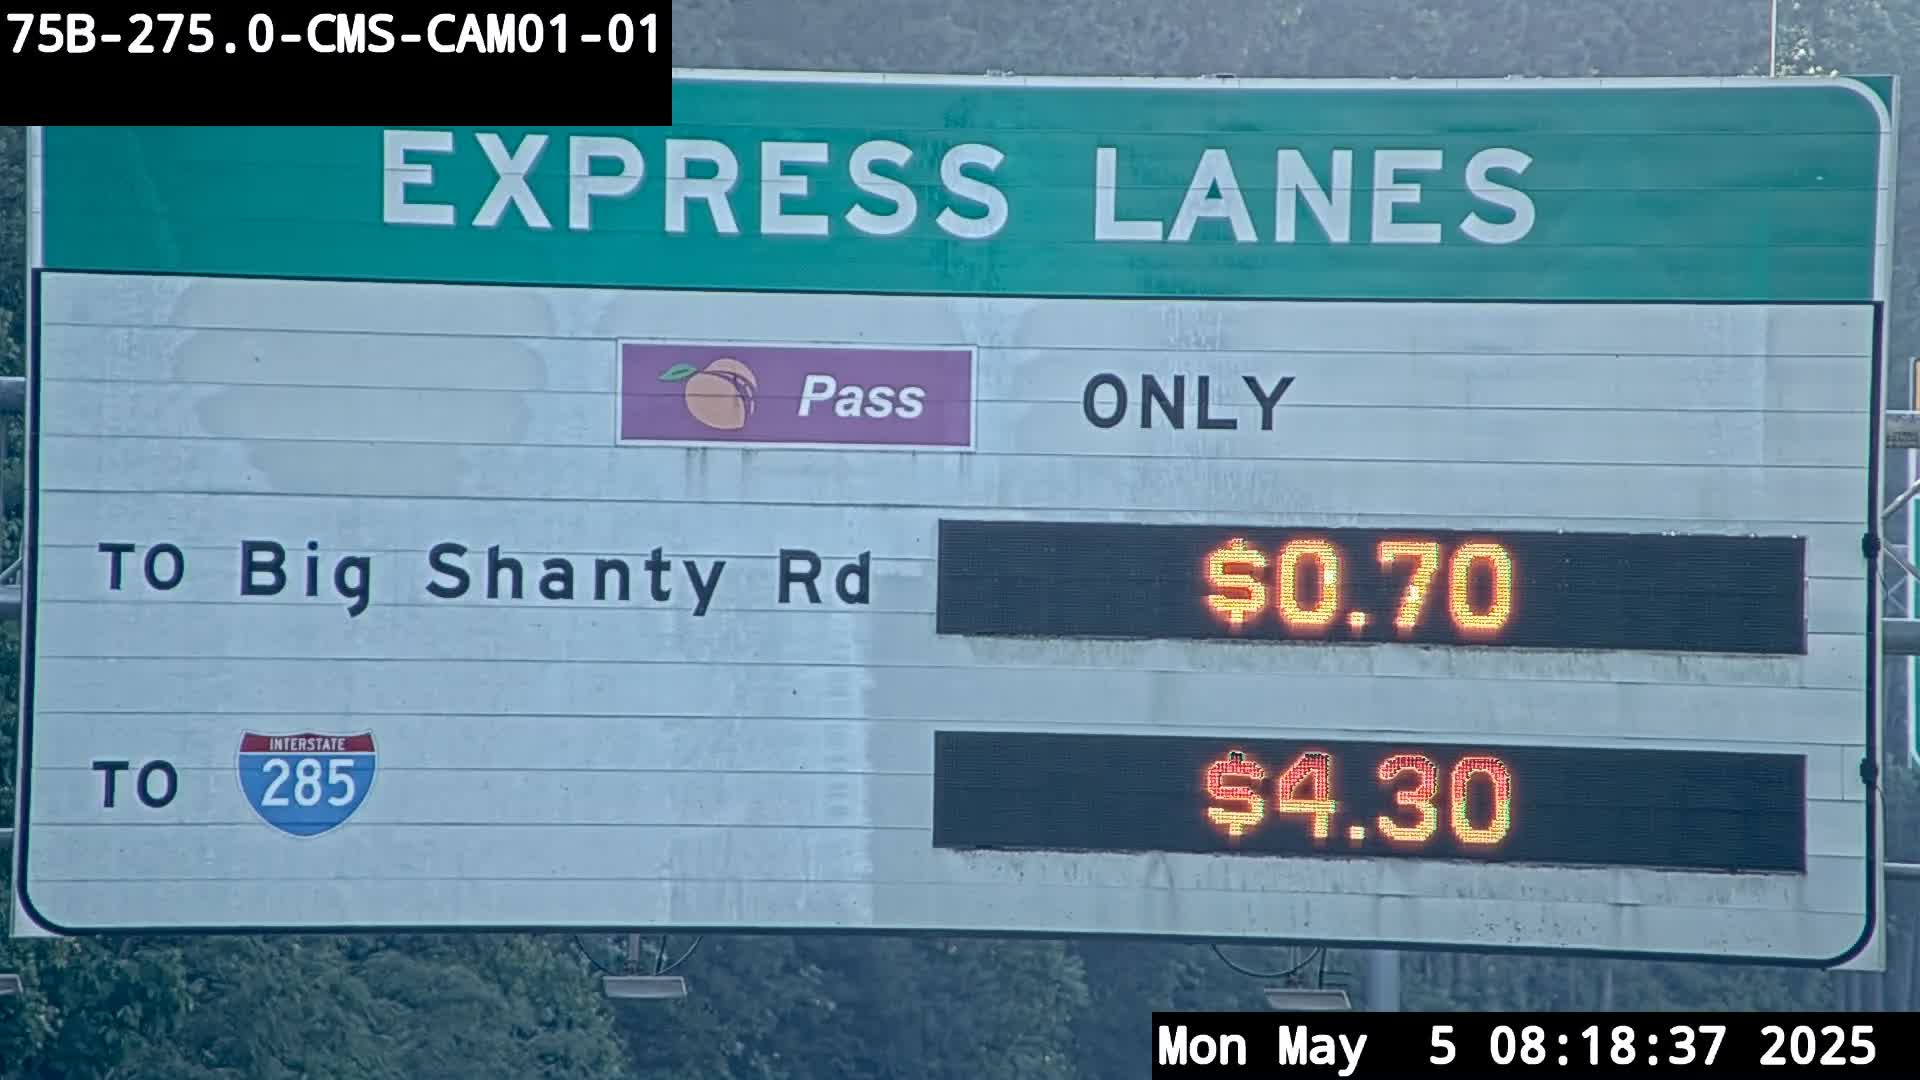 75B-275.0-CMS-CAM01-01
EXPRESS LANES
Pass ONLY
TO Big Shanty Rd $0.70
TO INTERSTATE 285 $4.30
Mon May 5 08:18:37 2025